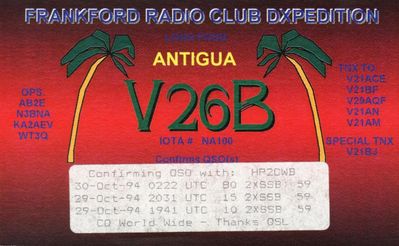 FRANKFORD RADIO CLUB DXPEDITION
ANTIGUA
OPS:
AB2E
N3BNA
KA2AEV
WT3Q
V26B
IOTA # NA100
Confirms QSO(s)
TNX TO:
V21ACE
V21BF
V29AQF
V21AN
V21AM
SPECIAL TNX
V21BJ
Confirming QSO with: HP2CWB
30-Oct-94 0222 UTC 80 2XSSB 59
29-Oct-94 2031 UTC 15 2XSSB 59
29-Oct-94 1941 UTC 10 2XSSB 59
CQ World Wide - Thanks QSL